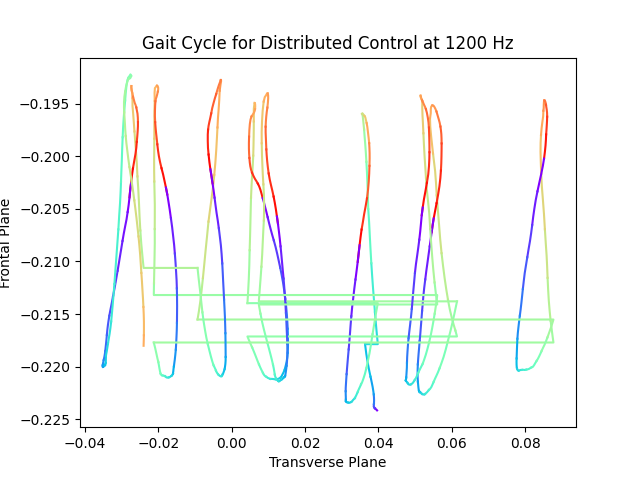 Gait Cycle for Distributed Control at 1200 Hz
−0.195
−0.200
−0.205
−0.210
−0.215
−0.220
−0.225
Frontal Plane
−0.04 −0.02 0.00 0.02 0.04 0.06 0.08
Transverse Plane